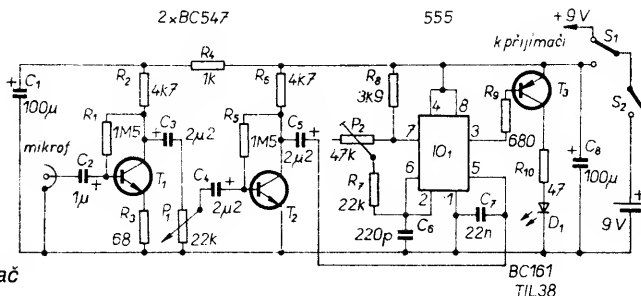 2×BC547
555
+9V
k přijímači
S1
S2
R4
1k
C1
100µ
R2
4k7
R6
4k7
R8
3k9
T3
R9
680
4
8
7
3
IO1
6
5
2
1
R1
1M5
C3
2µ2
R5
1M5
C5
2µ2
P2
47k
mikrof
C2
1µ
T1
C4
2µ2
T2
R7
22k
R10
47
C8
100µ
R3
68
P1
22k
220p
C6
C7
22n
D1
9V
BC161
TIL38
ač